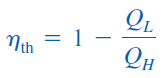 η_th = 1 − Q_L / Q_H